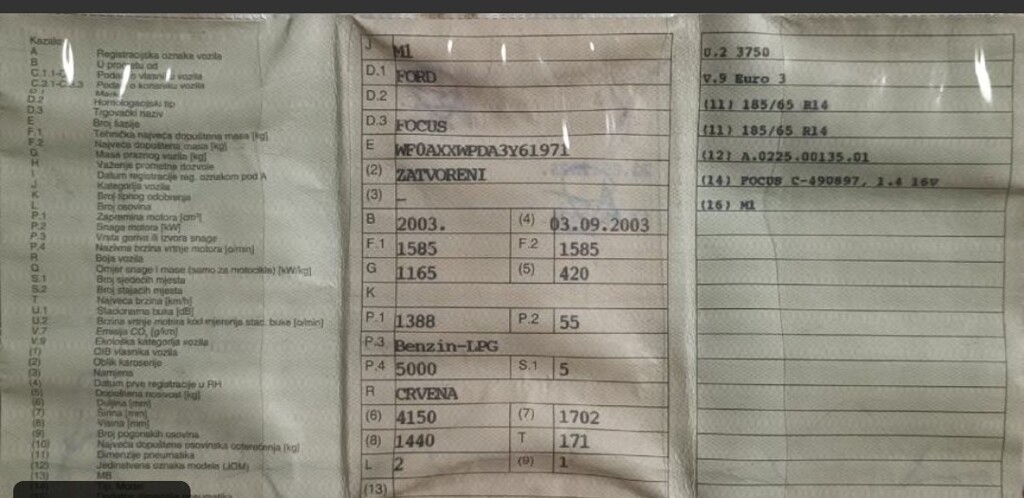 Kazalo
A Registracijska oznaka vozila
B U prometu od
C.1.1- Podaci o vlasniku vozila
C.3.1-C.3.3 Podaci o korisniku vozila
D.2 Homologacijski tip
D.3 Trgovački naziv
E Broj šasije
F.1 Tehnička najveća dopuštena masa [kg]
F.2 Najveća dopuštena masa [kg]
G Masa praznog vozila [kg]
H Važenje prometne dozvole
I Datum registracije reg. oznakom pod A
J Kategorija vozila
K Broj tipnog odobrenja
L Broj osovina
P.1 Zapremina motora [cm³]
P.2 Snaga motora [kW]
P.3 Vrsta goriva ili izvora snage
P.4 Nazivna brzina vrtnje motora [o/min]
R Boja vozila
Q Omjer snage i mase (samo za motocikle) [kW/kg]
S.1 Broj sjedećih mjesta
S.2 Broj stajaćih mjesta
T Najveća brzina [km/h]
U.1 Stacionarna buka [dB]
U.2 Brzina vrtnje motora kod mjerenja stac. buke [o/min]
V.7 Emisija CO₂ [g/km]
V.9 Ekološka kategorija vozila
(1) OIB vlasnika vozila
(2) Oblik karoserije
(3) Namjena
(4) Datum prve registracije u RH
(5) Dopuštena nosivost [kg]
(6) Duljina [mm]
(7) Širina [mm]
(8) Visina [mm]
(9) Broj pogonskih osovina
(10) Najveća dopuštena osovinska opterećenja [kg]
(11) Dimenzije pneumatika
(12) Jedinstvena oznaka modela (JOM)
(13) MB
J M1
D.1 FORD
D.2
D.3 FOCUS
E WF0AXXWPDA3Y61971
(2) ZATVORENI
(3) –
B 2003. (4) 03.09.2003
F.1 1585 F.2 1585
G 1165 (5) 420
K
P.1 1388 P.2 55
P.3 Benzin-LPG
P.4 5000 S.1 5
R CRVENA
(6) 4150 (7) 1702
(8) 1440 T 171
L 2 (9) 1
(13)
U.2 3750
V.9 Euro 3
(11) 185/65 R14
(11) 185/65 R14
(12) A.0225.00135.01
(14) FOCUS C-490897, 1.4 16V
(16) M1